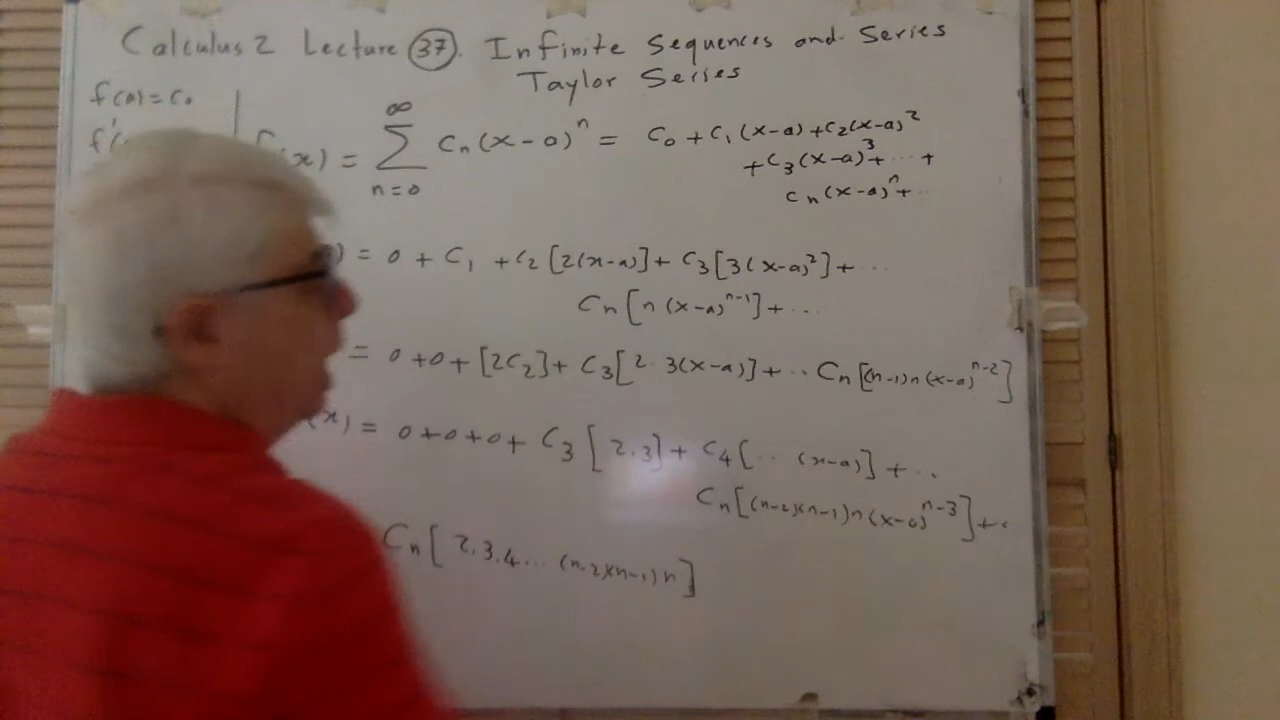 Calculus 2 Lecture 37. Infinite Sequences and Series
Taylor Series
f(a) = c₀
f'(
(x) = ∑ n=0 ∞ Cₙ(x-a)ⁿ = C₀ + C₁(x-a) + C₂(x-a)²
+ C₃(x-a)³ + ... +
Cₙ(x-a)ⁿ + ..
) = 0 + C₁ + C₂[2(x-a)] + C₃[3(x-a)²] + ...
Cₙ[n(x-a)ⁿ⁻¹] + ...
= 0 + 0 + [2C₂] + C₃[2·3(x-a)] + ·· Cₙ[(n-1)n(x-a)ⁿ⁻²]
(x) = 0 + 0 + 0 + C₃[2.3] + C₄[·· (x-a)] + ··
Cₙ[(n-2)(n-1)n(x-a)ⁿ⁻³] + ··
Cₙ[2.3.4...(n-2)(n-1)n]